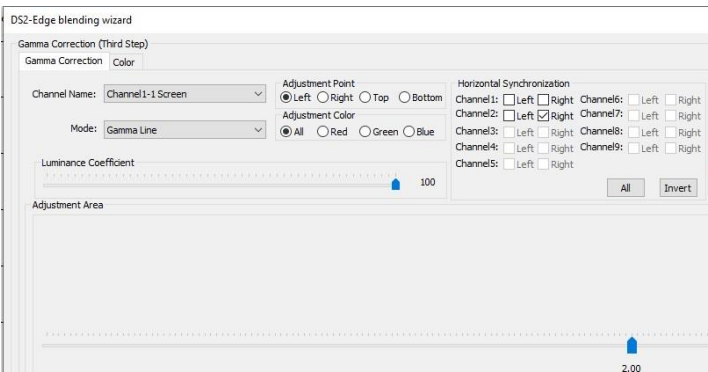 DS2-Edge blending wizard
Gamma Correction (Third Step)
Gamma Correction Color
Channel Name: Channel1-1 Screen
Mode: Gamma Line
Adjustment Point
Left Right Top Bottom
Adjustment Color
All Red Green Blue
Horizontal Synchronization
Channel1: Left Right Channel6: Left Right
Channel2: Left Right Channel7: Left Right
Channel3: Left Right Channel8: Left Right
Channel4: Left Right Channel9: Left Right
Channel5: Left Right
All Invert
Luminance Coefficient
100
Adjustment Area
2.00